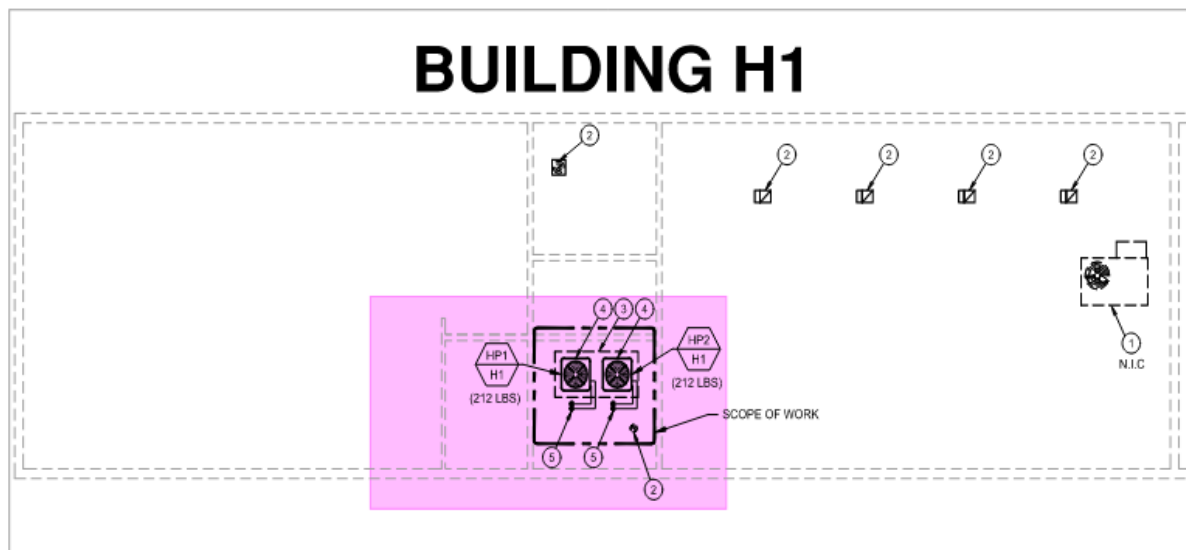 BUILDING H1
2
2
2
2
2
4
3
4
HP1
H1
(212 LBS)
HP2
H1
(212 LBS)
1
N.I.C
SCOPE OF WORK
5
5
2